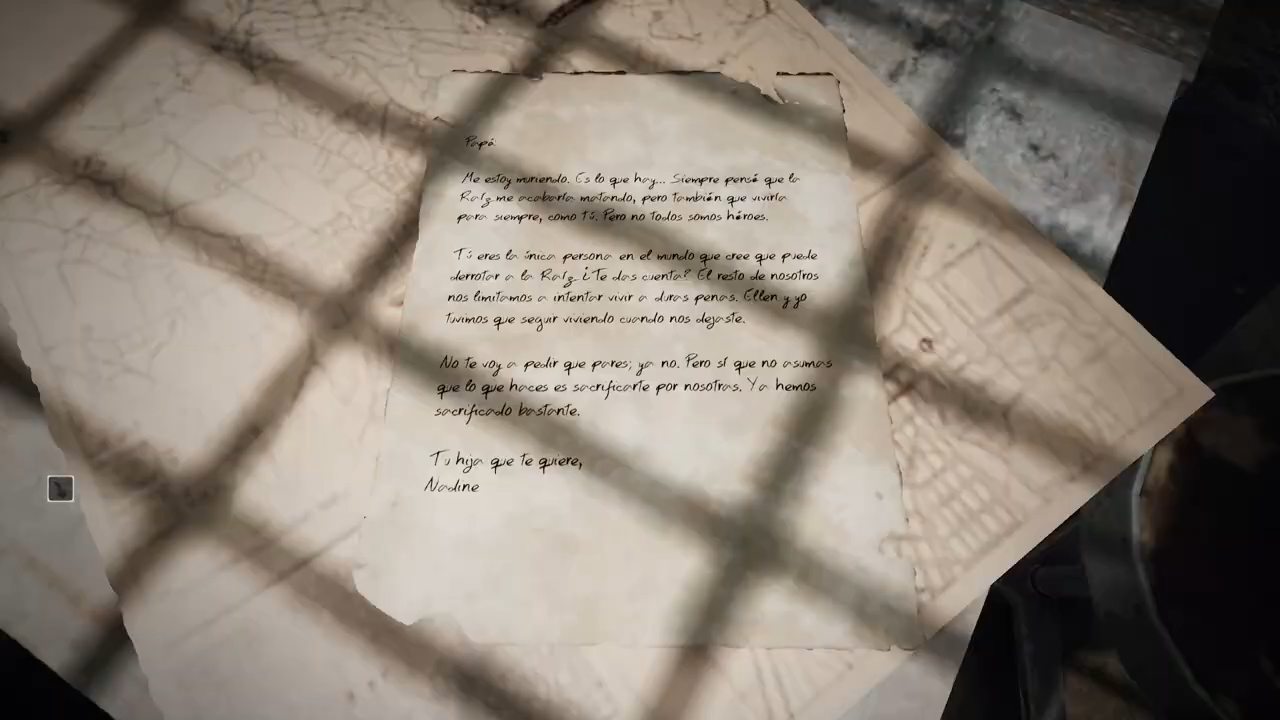 Papá:
Me estoy muriendo. Es lo que hay... Siempre pensé que la
Raíz me acabaría matando, pero también que viviría
para siempre, como tú. Pero no todos somos héroes.
Tú eres la única persona en el mundo que cree que puede
derrotar a la Raíz. ¿Te das cuenta? El resto de nosotros
nos limitamos a intentar vivir a duras penas. Ellen y yo
tuvimos que seguir viviendo cuando nos dejaste.
No te voy a pedir que pares; ya no. Pero sí que no asumas
que lo que haces es sacrificarte por nosotras. Ya hemos
sacrificado bastante.
Tu hija que te quiere,
Nadine